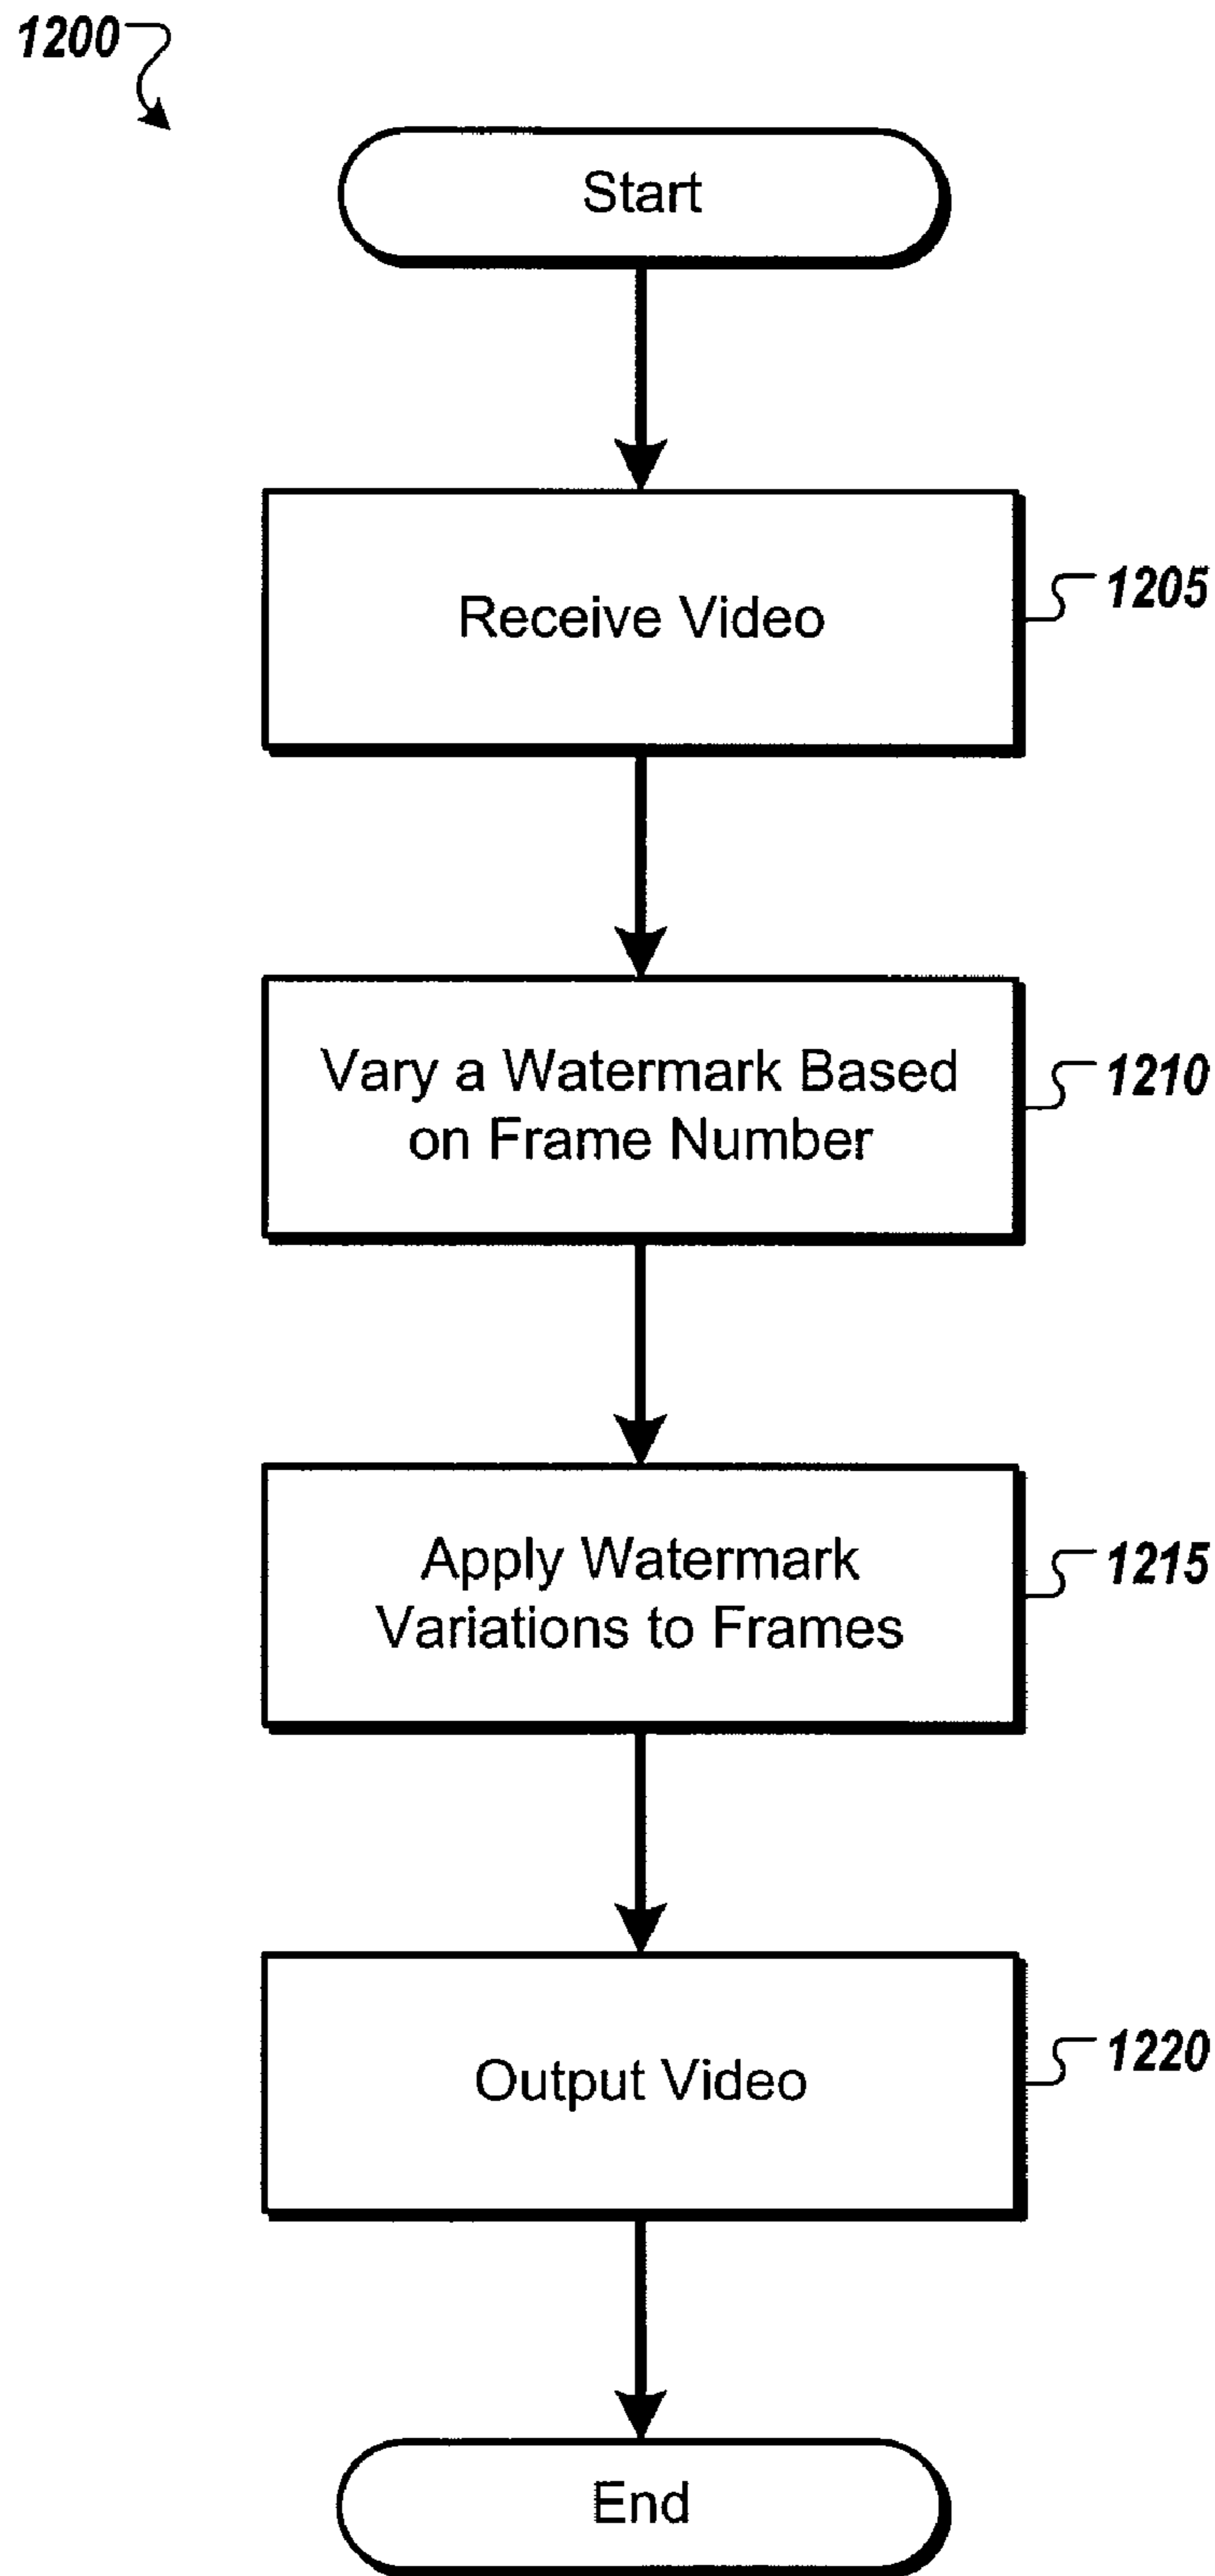 1200
Start
Receive Video
1205
Vary a Watermark Based
on Frame Number
1210
Apply Watermark
Variations to Frames
1215
Output Video
1220
End